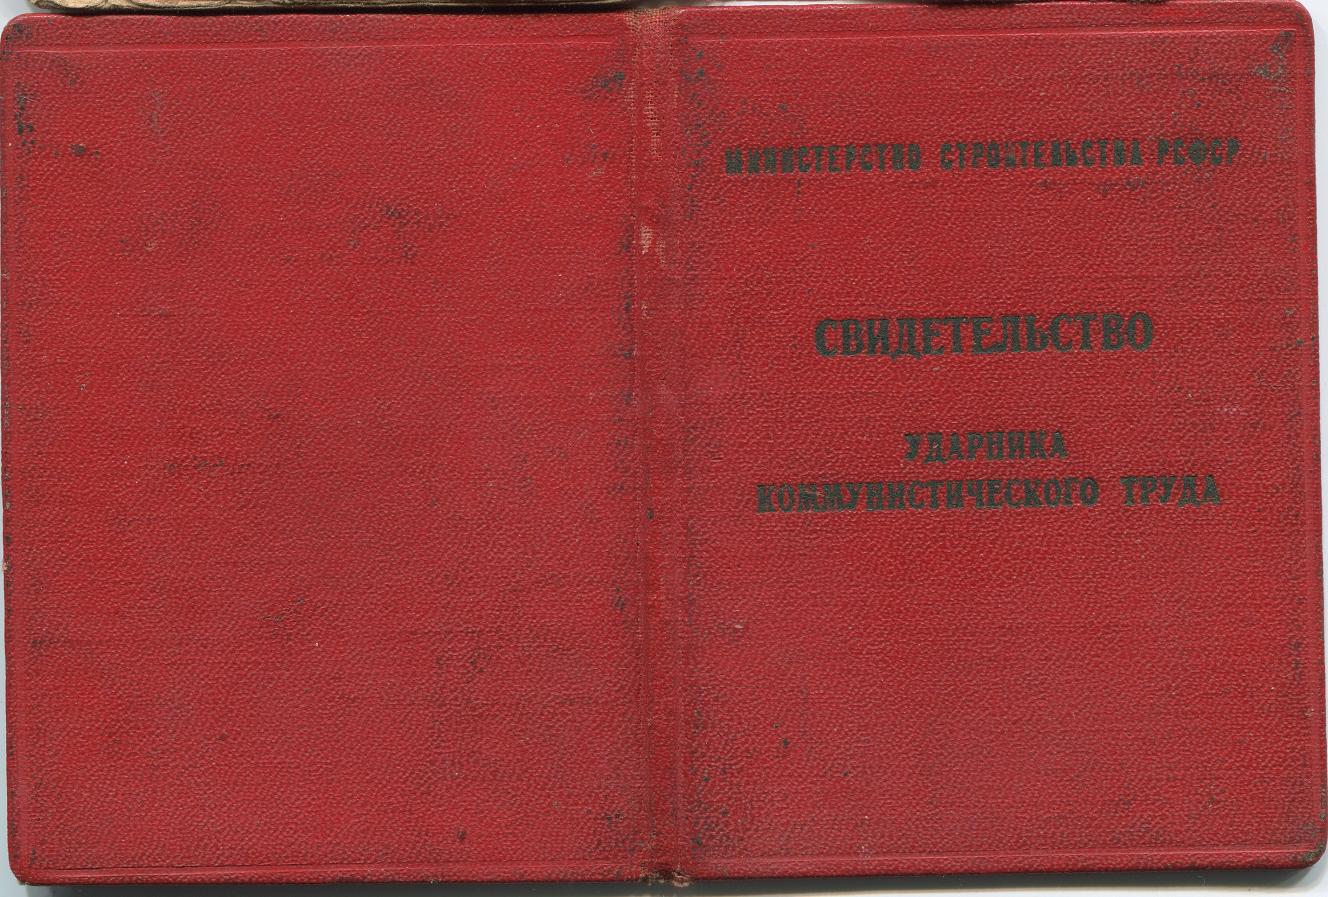 МИНИСТЕРСТВО СТРОИТЕЛЬСТВА РСФСР
СВИДЕТЕЛЬСТВО
УДАРНИКА
КОММУНИСТИЧЕСКОГО ТРУДА